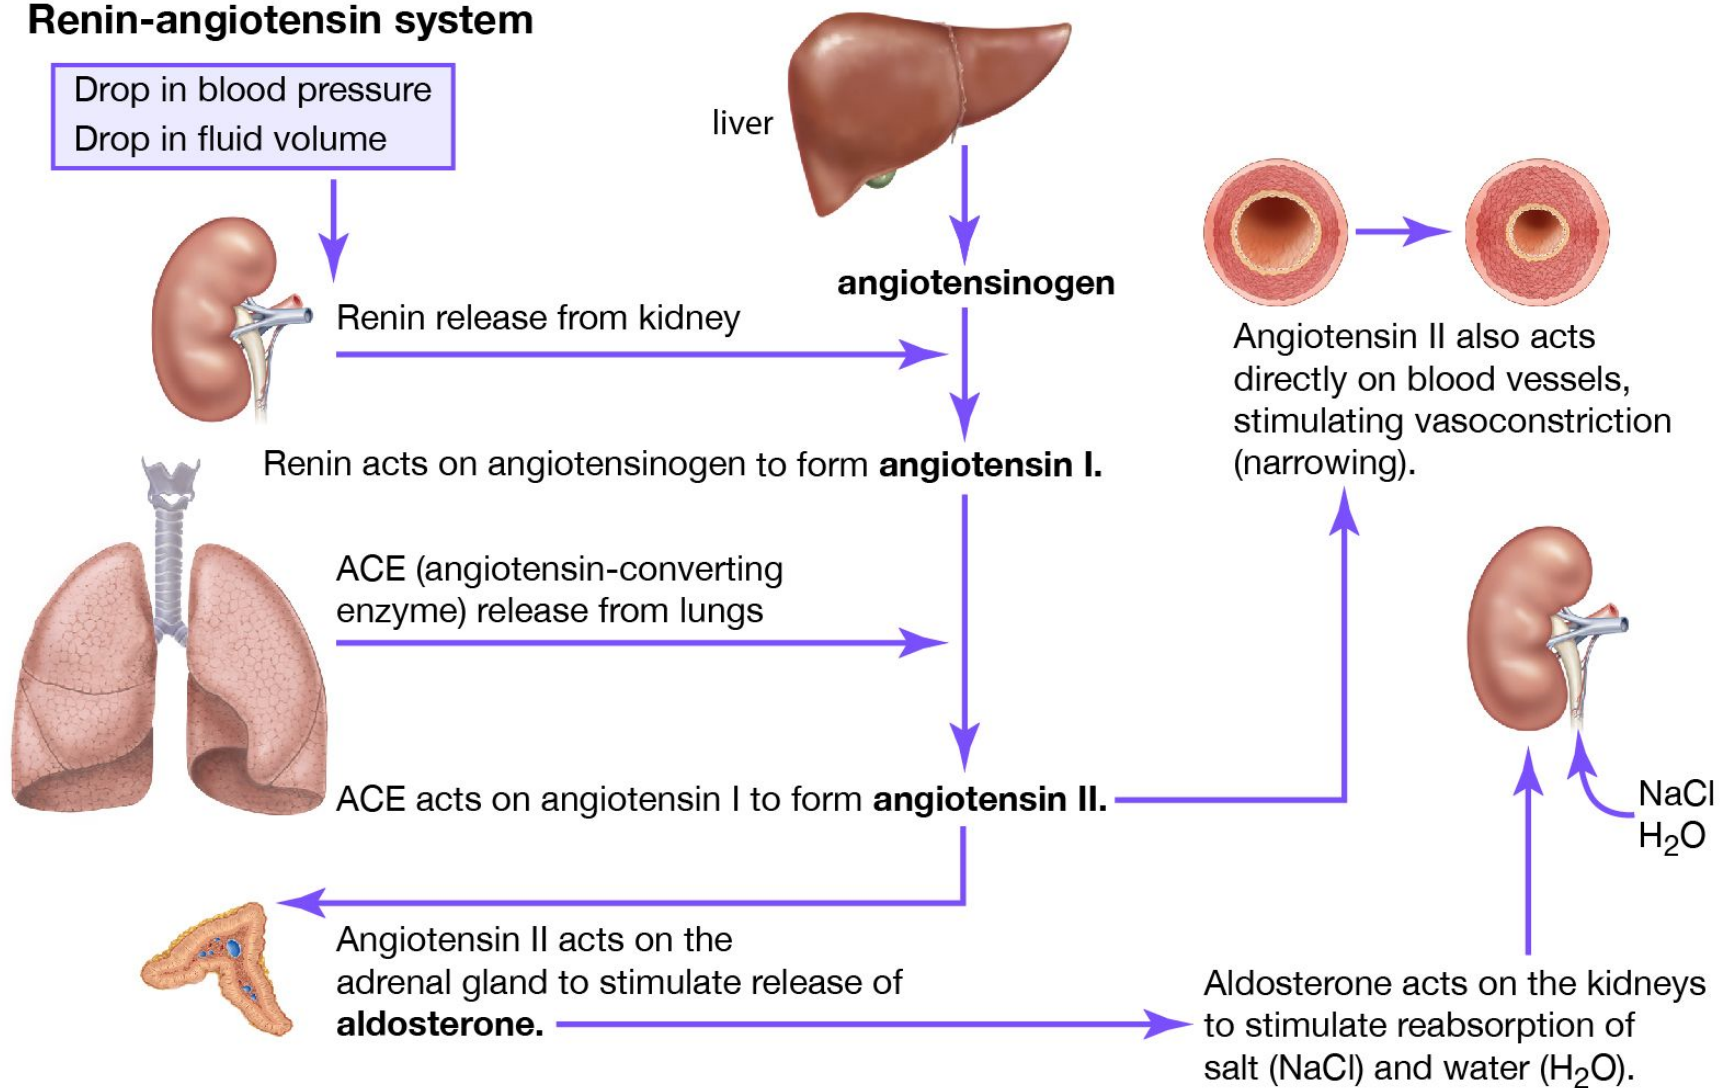 Renin-angiotensin system
Drop in blood pressure
Drop in fluid volume
liver
angiotensinogen
Renin release from kidney
Renin acts on angiotensinogen to form angiotensin I.
ACE (angiotensin-converting
enzyme) release from lungs
ACE acts on angiotensin I to form angiotensin II.
Angiotensin II acts on the
adrenal gland to stimulate release of
aldosterone.
Angiotensin II also acts
directly on blood vessels,
stimulating vasoconstriction
(narrowing).
NaCl
H₂O
Aldosterone acts on the kidneys
to stimulate reabsorption of
salt (NaCl) and water (H₂O).